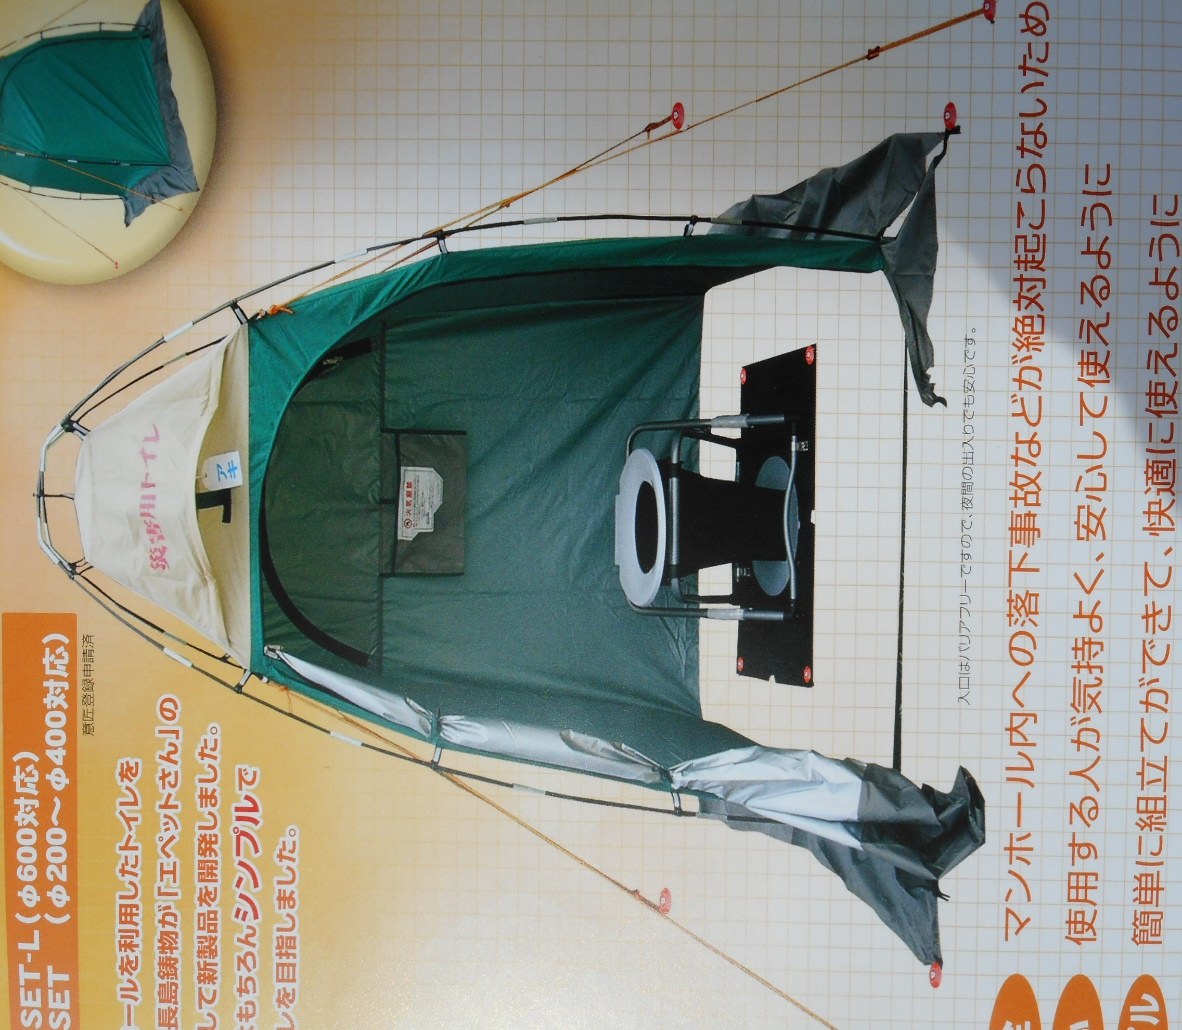 SET-L（φ600対応）
SET （φ200～φ400対応）
意匠登録申請済
ールを利用したトイレを
長島鋳物が「エペットさん」の
して新製品を開発しました。
もちろんシンプルで
レを目指しました。
災害用トイレ
アキ
火気厳禁
入口はバリアフリーですので、夜間の出入りでも安心です。
マンホール内への落下事故などが絶対起こらないため
使用する人が気持よく、安心して使えるように
簡単に組立てができて、快適に使えるように
ル